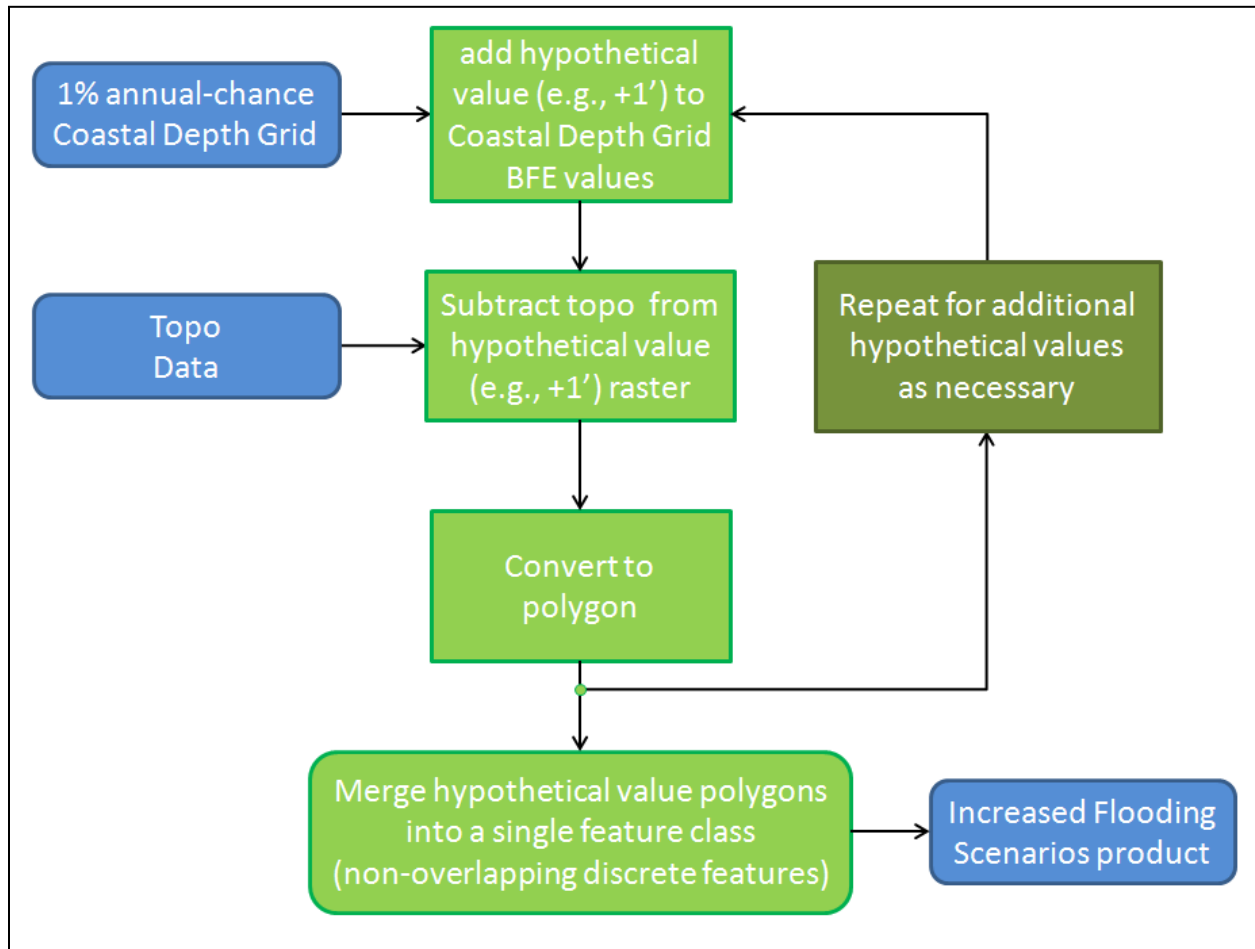 1% annual-chance
Coastal Depth Grid
add hypothetical
value (e.g., +1’) to
Coastal Depth Grid
BFE values
Topo
Data
Subtract topo from
hypothetical value
(e.g., +1’) raster
Repeat for additional
hypothetical values
as necessary
Convert to
polygon
Merge hypothetical value polygons
into a single feature class
(non-overlapping discrete features)
Increased Flooding
Scenarios product